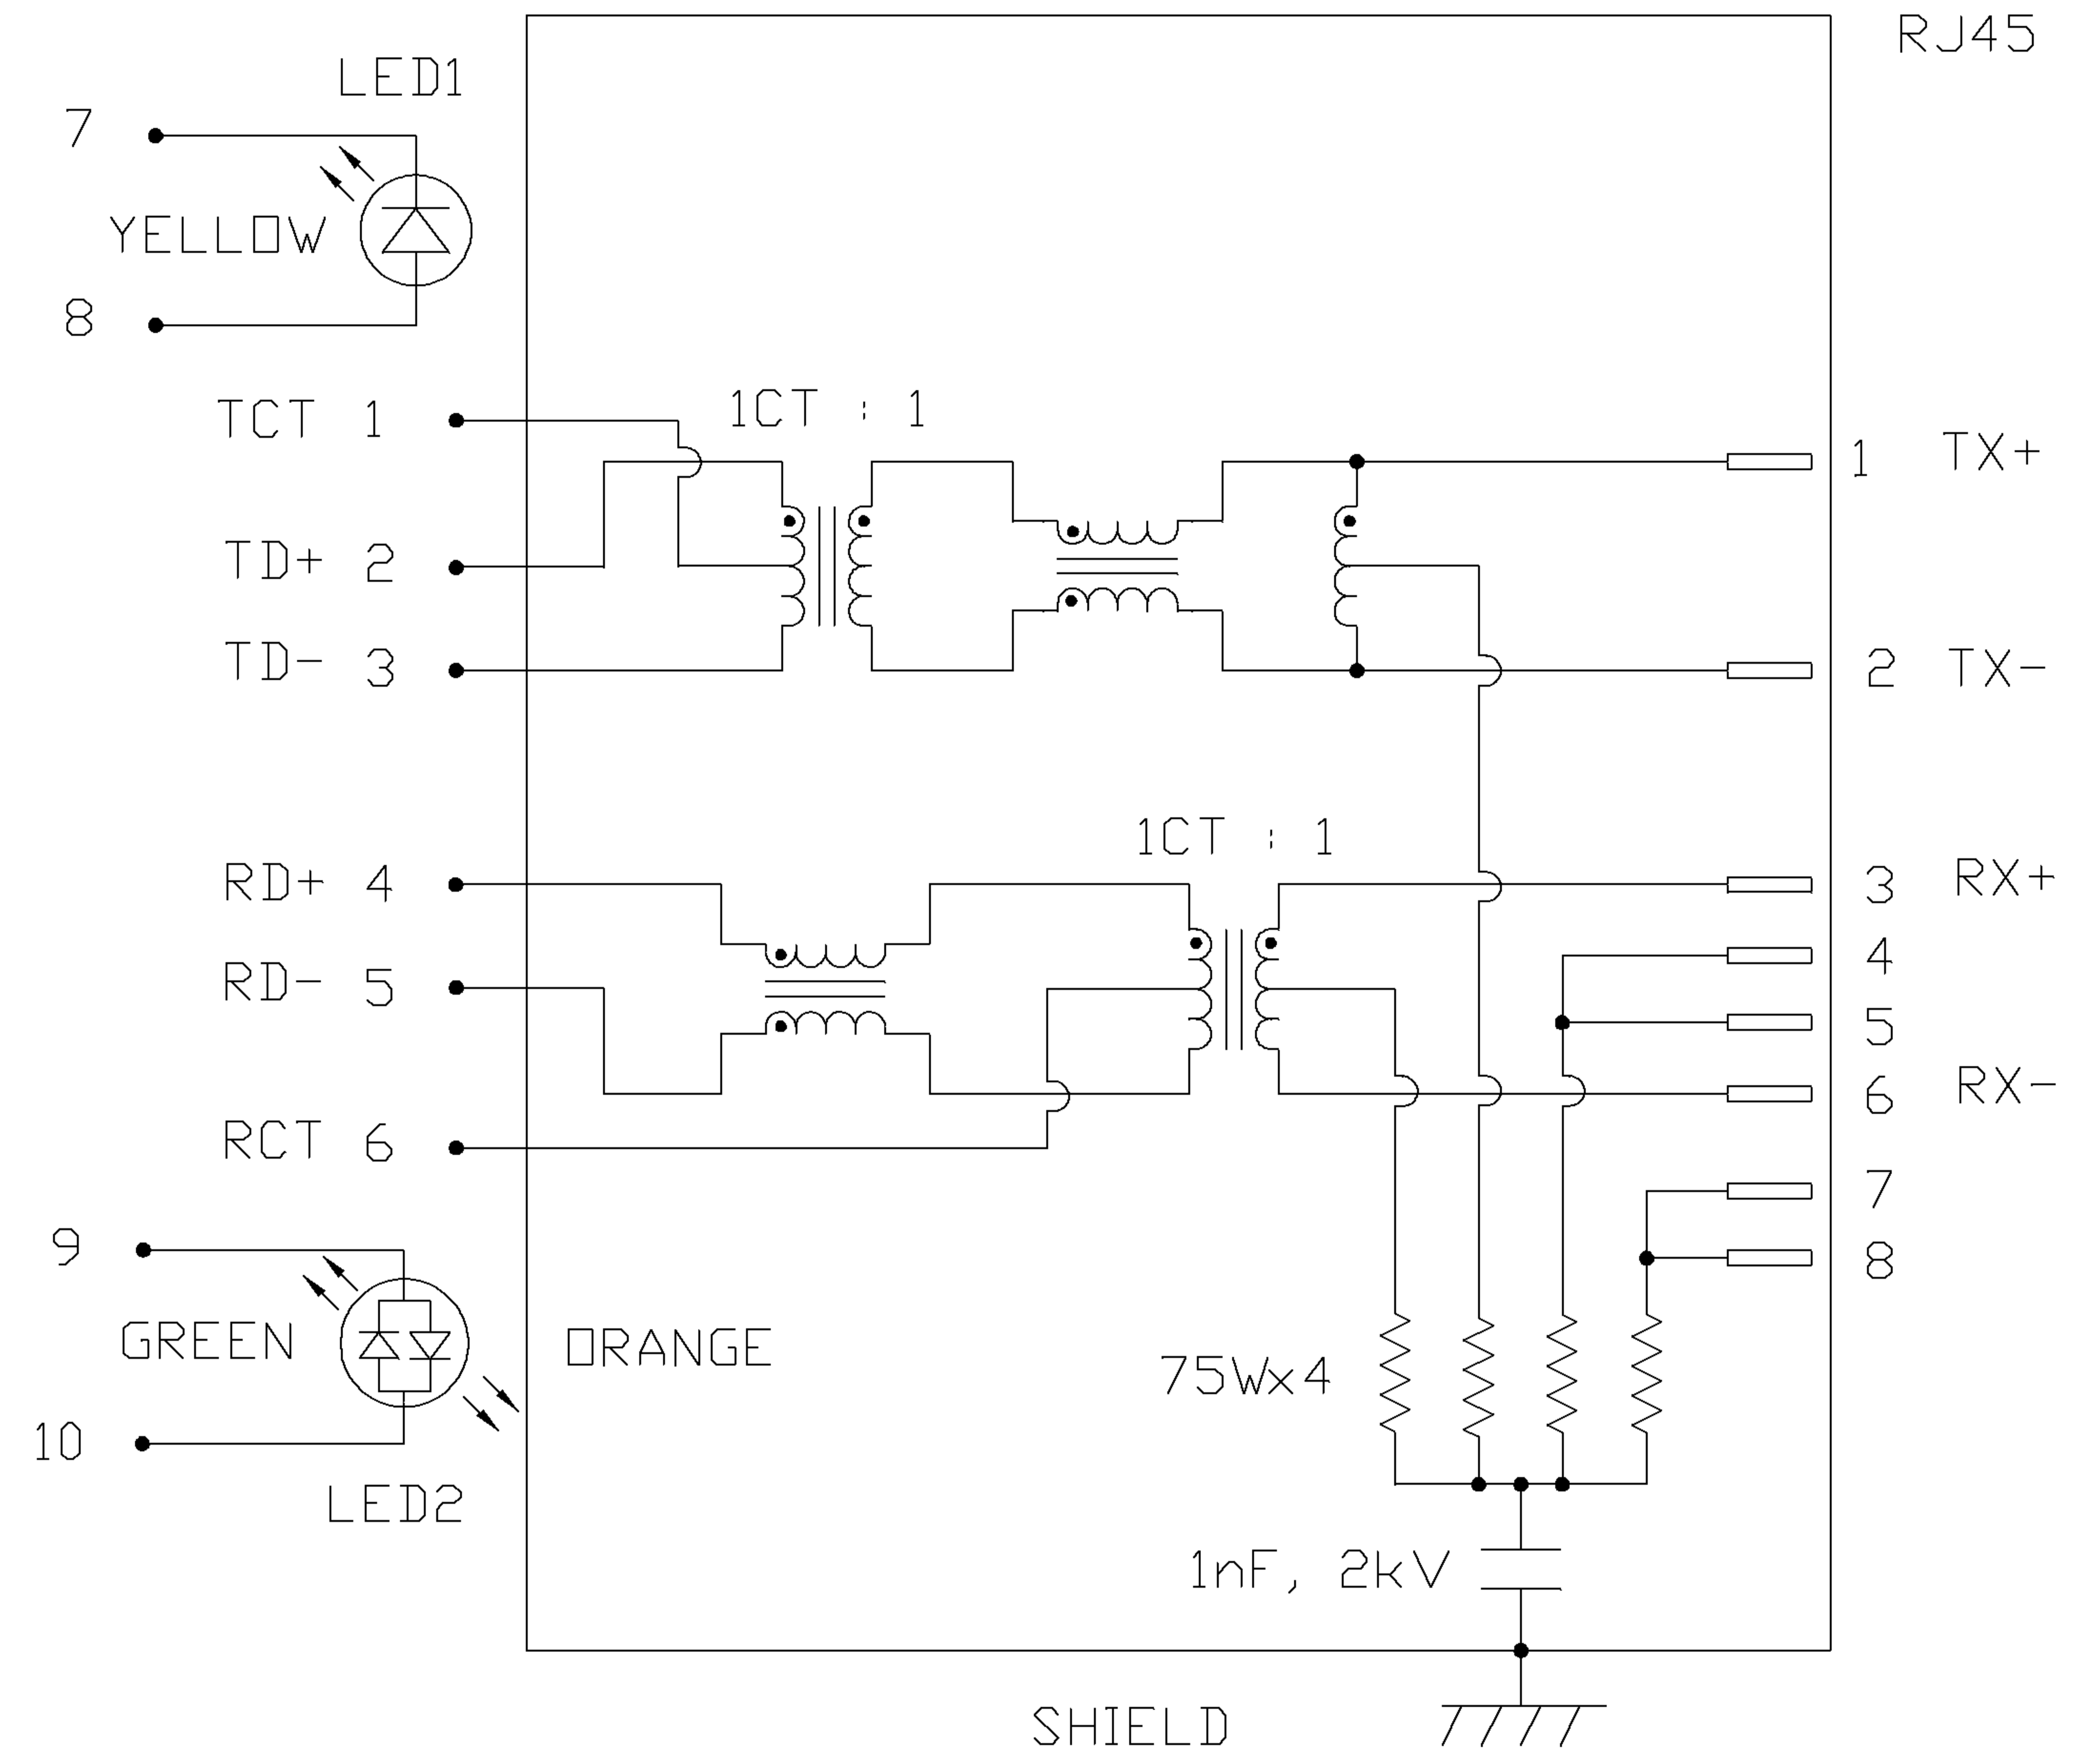 RJ45
LED1
7
YELLOW
8
TCT 1
1CT : 1
1 TX+
TD+ 2
TD- 3
2 TX-
1CT : 1
RD+ 4
3 RX+
4
RD- 5
5
6 RX-
RCT 6
7
8
9
GREEN
ORANGE
75Wx4
10
LED2
1nF, 2kV
SHIELD